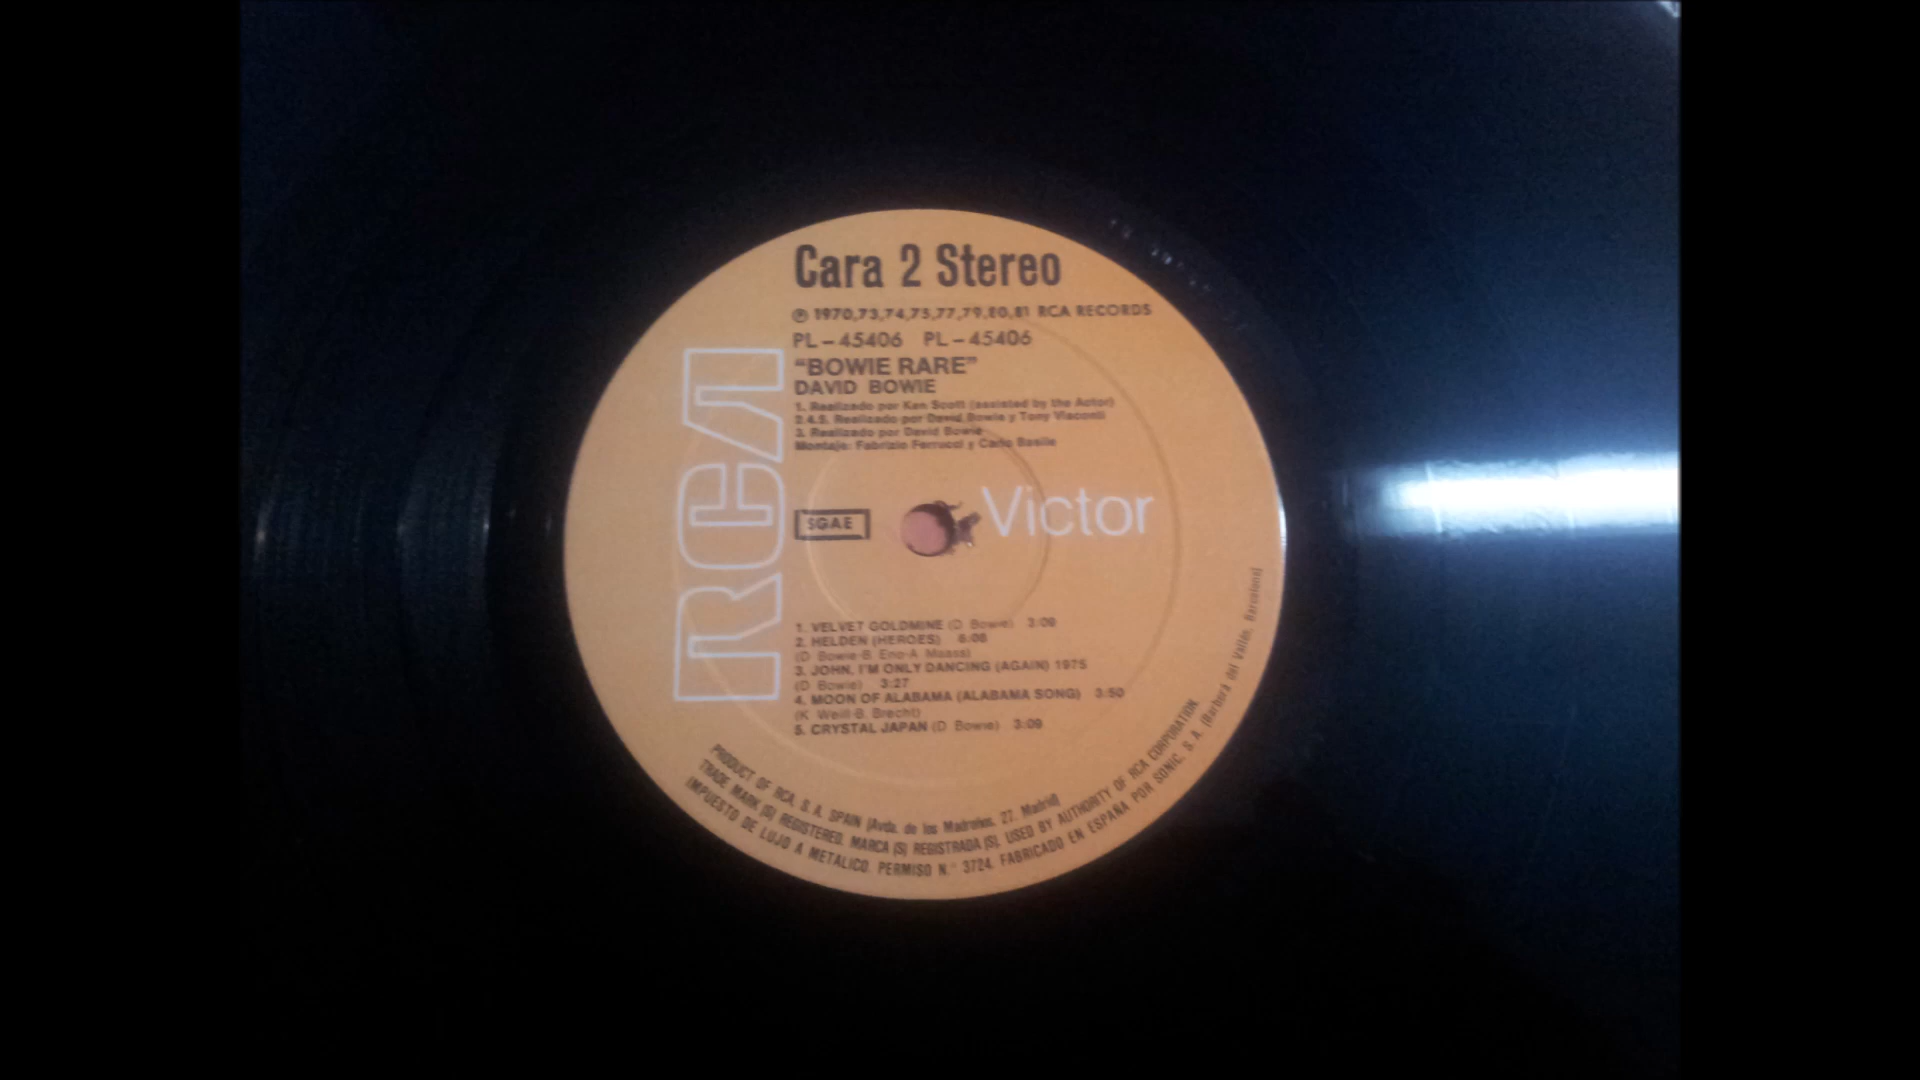 Cara 2 Stereo
℗ 1970,73,74,75,77,79,80,81 RCA RECORDS
PL-45406 PL-45406
"BOWIE RARE"
DAVID BOWIE
1. Realizado por Ken Scott (assisted by the Actor)
2.4.5. Realizado por David Bowie y Tony Visconti
3. Realizado por David Bowie
Montaje: Fabrizio Ferrucci y Carlo Basile
RCA
SGAE
Victor
1. VELVET GOLDMINE (D. Bowie) 3:09
2. HELDEN (HEROES) 6:08
(D. Bowie-B. Eno-A. Maass)
3. JOHN, I'M ONLY DANCING (AGAIN) 1975
(D. Bowie) 3:27
4. MOON OF ALABAMA (ALABAMA SONG) 3:50
(K. Weill-B. Brecht)
5. CRYSTAL JAPAN (D. Bowie) 3:09
PRODUCT OF RCA, S. A. SPAIN (Avda. de los Madroños, 27. Madrid)
TRADE MARK (S) REGISTERED. MARCA (S) REGISTRADA (S). USED BY AUTHORITY OF RCA CORPORATION.
IMPUESTO DE LUJO A METALICO. PERMISO N.° 3724. FABRICADO EN ESPAÑA POR SONIC, S. A. (Barbará del Vallés, Barcelona)